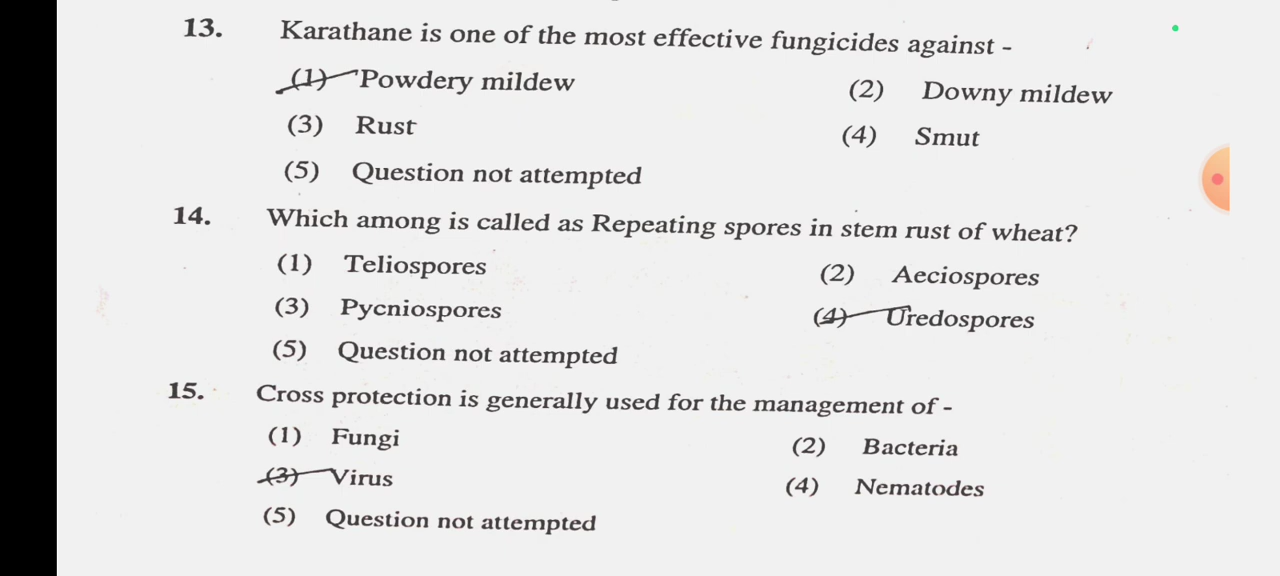 13. Karathane is one of the most effective fungicides against -
(1) Powdery mildew (2) Downy mildew
(3) Rust (4) Smut
(5) Question not attempted
14. Which among is called as Repeating spores in stem rust of wheat?
(1) Teliospores (2) Aeciospores
(3) Pycniospores (4) Uredospores
(5) Question not attempted
15. Cross protection is generally used for the management of -
(1) Fungi (2) Bacteria
(3) Virus (4) Nematodes
(5) Question not attempted